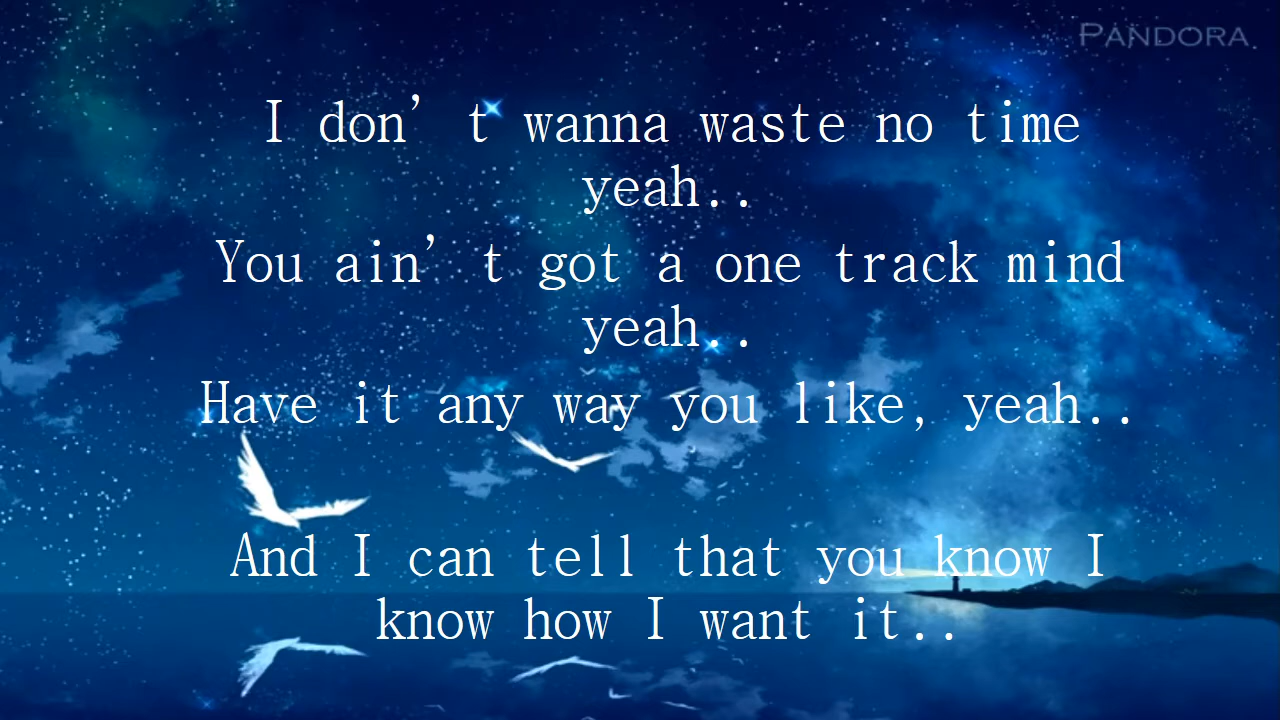 PANDORA
I don't wanna waste no time
yeah..
You ain't got a one track mind
yeah..
Have it any way you like, yeah..
And I can tell that you know I
know how I want it..